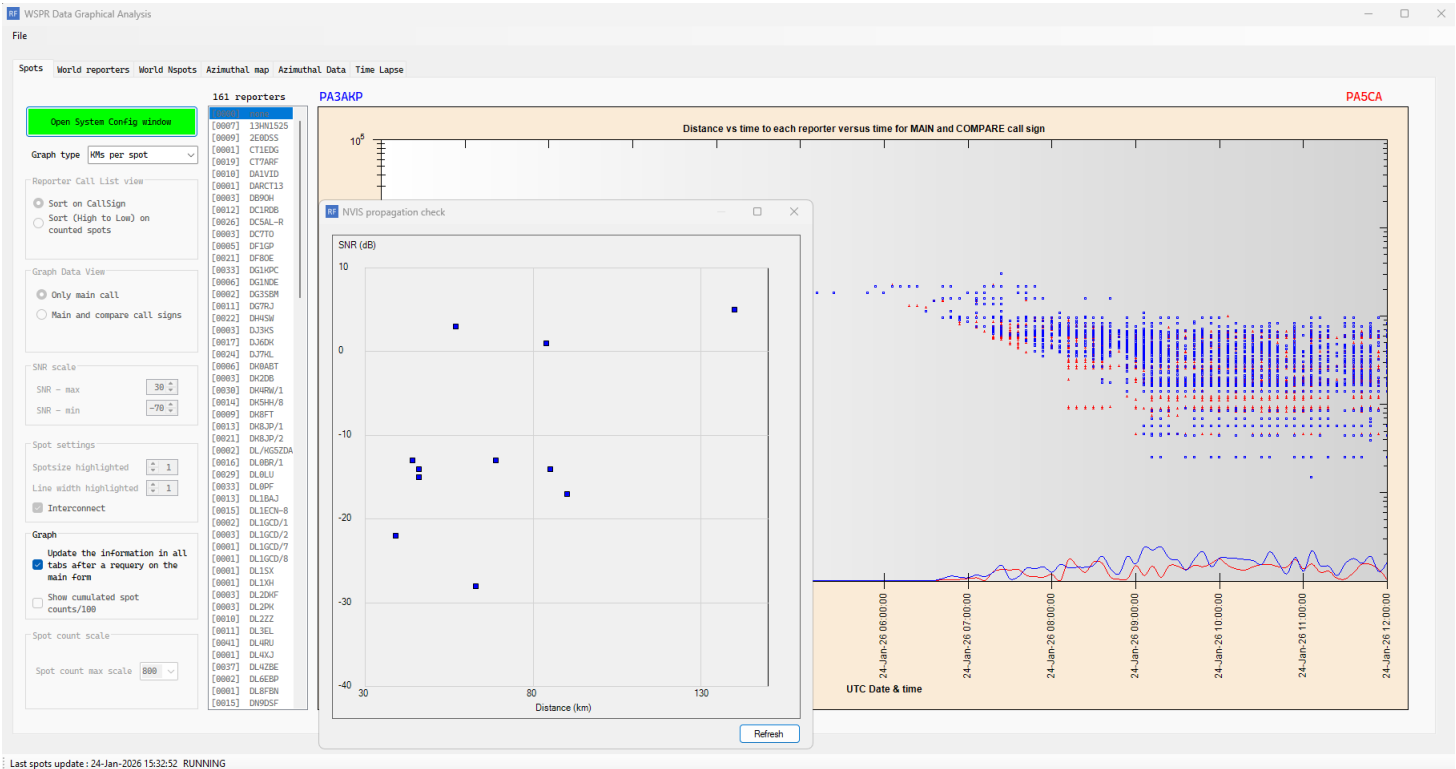 WSPR Data Graphical Analysis
File
Spots World reporters World Nspots Azimuthal map Azimuthal Data Time Lapse
161 reporters
PA3AKP
PA5CA
Open System Config window
Graph type KMs per spot
Reporter Call List view
Sort on CallSign
Sort (High to Low) on
counted spots
Graph Data View
Only main call
Main and compare call signs
SNR scale
SNR - max 30
SNR - min -70
Spot settings
Spotsize highlighted 1
Line width highlighted 1
Interconnect
Graph
Update the information in all
tabs after a requery on the
main form
Show cumulated spot
counts/100
Spot count scale
Spot count max scale 800
[0007] 13HN1525
[0009] 2E0DSS
[0001] CT1EDG
[0019] CT7ARF
[0010] DA1VID
[0001] DARCT13
[0003] DB9OH
[0012] DC1RDB
[0026] DC5AL-R
[0003] DC7TO
[0005] DF1GP
[0021] DF8OE
[0033] DG1KPC
[0006] DG1NDE
[0002] DG3SBM
[0011] DG7RJ
[0022] DH4SW
[0003] DJ3KS
[0017] DJ6DK
[0024] DJ7KL
[0006] DK0ABT
[0003] DK2DB
[0030] DK4RW/1
[0014] DK5HH/8
[0009] DK8FT
[0013] DK8JP/1
[0021] DK8JP/2
[0002] DL/KG5ZDA
[0016] DL0BR/1
[0029] DL0LU
[0033] DL0PF
[0013] DL1BAJ
[0015] DL1ECN-8
[0002] DL1GCD/1
[0003] DL1GCD/2
[0001] DL1GCD/7
[0001] DL1GCD/8
[0001] DL1SX
[0001] DL1XH
[0003] DL2DKF
[0003] DL2PK
[0010] DL2ZZ
[0011] DL3EL
[0041] DL4RU
[0001] DL4XJ
[0037] DL4ZBE
[0002] DL6EBP
[0001] DL8FBN
[0015] DN9DSF
Distance vs time to each reporter versus time for MAIN and COMPARE call sign
10⁵
24-Jan-26 06:00:00
24-Jan-26 07:00:00
24-Jan-26 08:00:00
24-Jan-26 09:00:00
24-Jan-26 10:00:00
24-Jan-26 11:00:00
24-Jan-26 12:00:00
UTC Date & time
NVIS propagation check
SNR (dB)
10
0
-10
-20
-30
-40
30 80 130
Distance (km)
Refresh
Last spots update : 24-Jan-2026 15:32:52 RUNNING